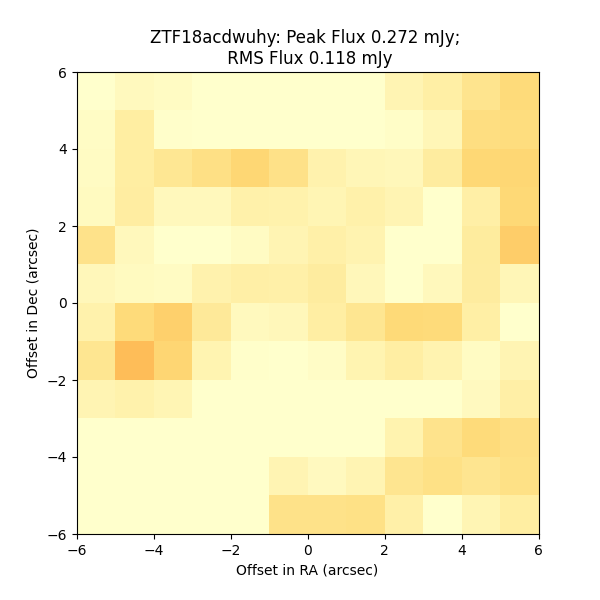 ZTF18acdwuhy: Peak Flux 0.272 mJy;
RMS Flux 0.118 mJy
6
4
2
0
−2
−4
−6
Offset in Dec (arcsec)
−6 −4 −2 0 2 4 6
Offset in RA (arcsec)